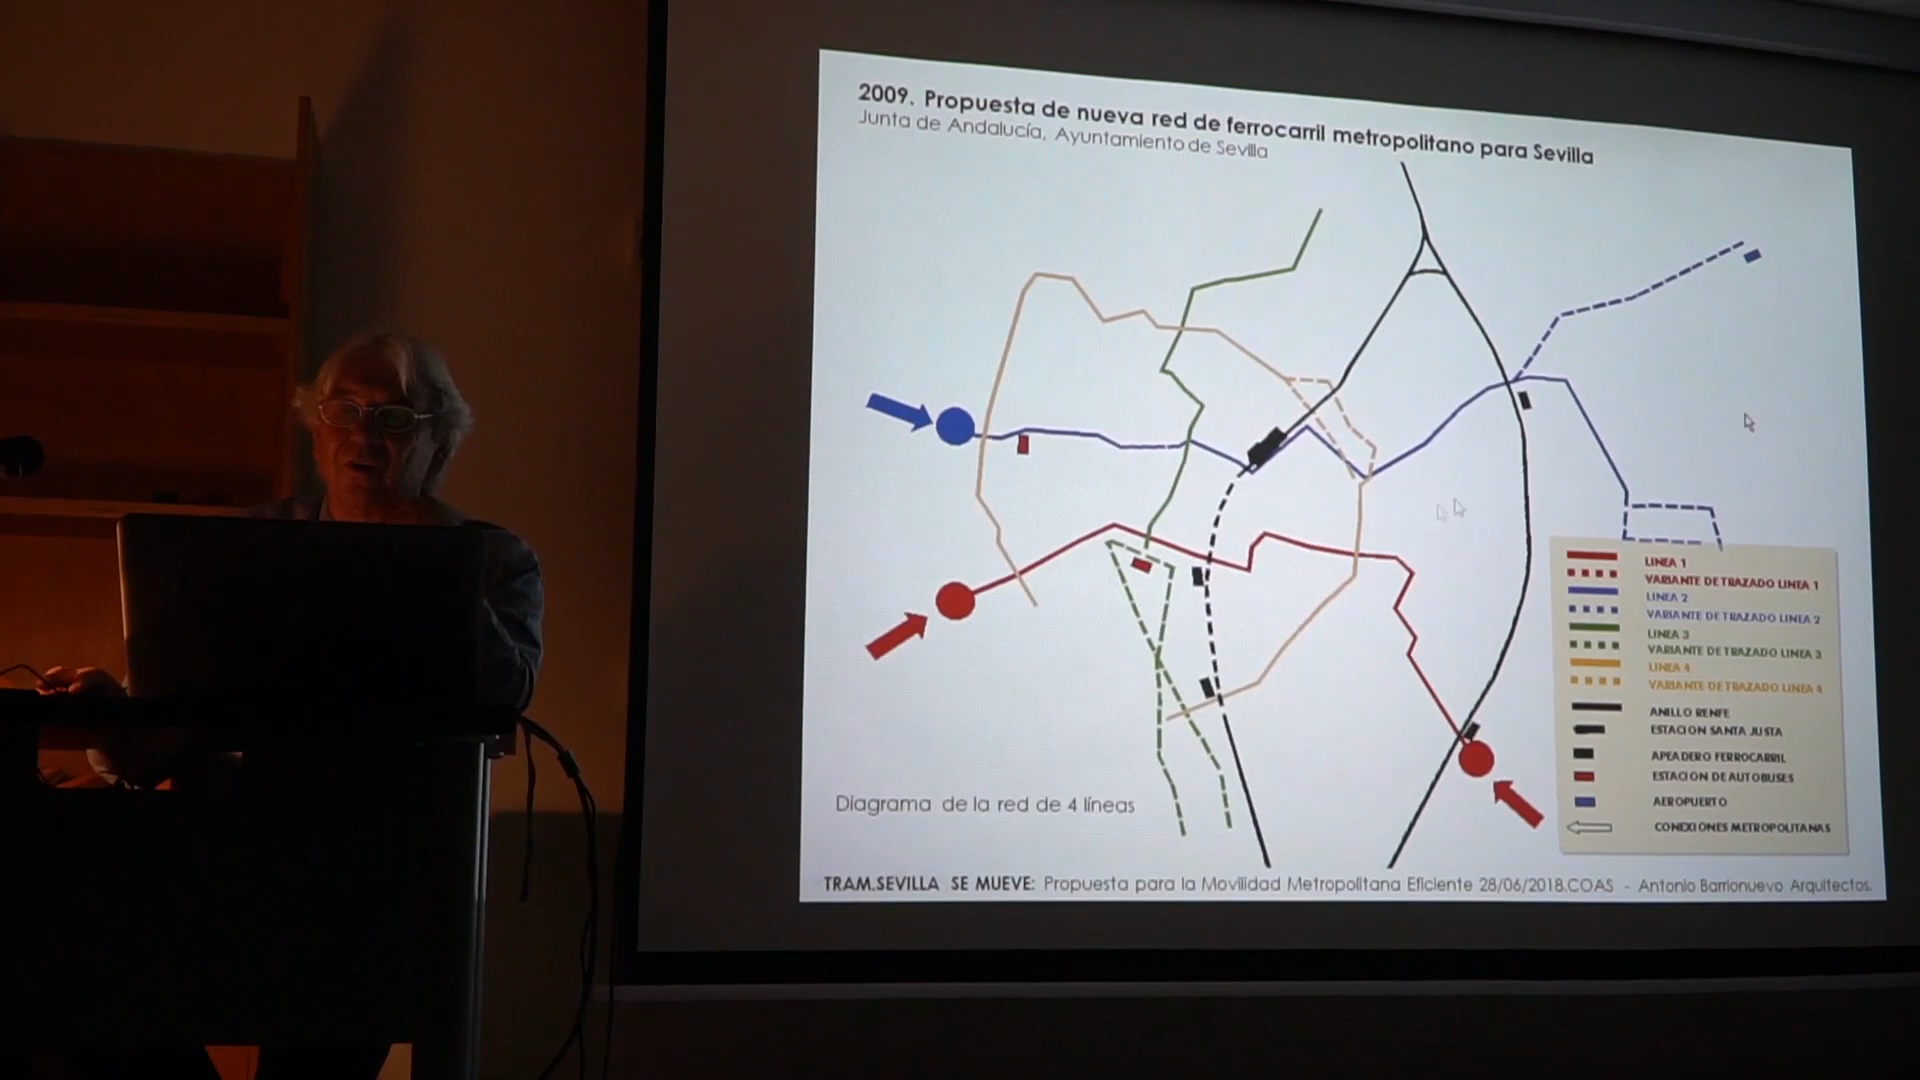 2009. Propuesta de nueva red de ferrocarril metropolitano para Sevilla
Junta de Andalucía, Ayuntamiento de Sevilla
LINEA 1
VARIANTE DE TRAZADO LINEA 1
LINEA 2
VARIANTE DE TRAZADO LINEA 2
LINEA 3
VARIANTE DE TRAZADO LINEA 3
LINEA 4
VARIANTE DE TRAZADO LINEA 4
ANILLO RENFE
ESTACION SANTA JUSTA
APEADERO FERROCARRIL
ESTACION DE AUTOBUSES
AEROPUERTO
CONEXIONES METROPOLITANAS
Diagrama de la red de 4 líneas
TRAM.SEVILLA SE MUEVE: Propuesta para la Movilidad Metropolitana Eficiente 28/06/2018.COAS - Antonio Barrionuevo Arquitectos.